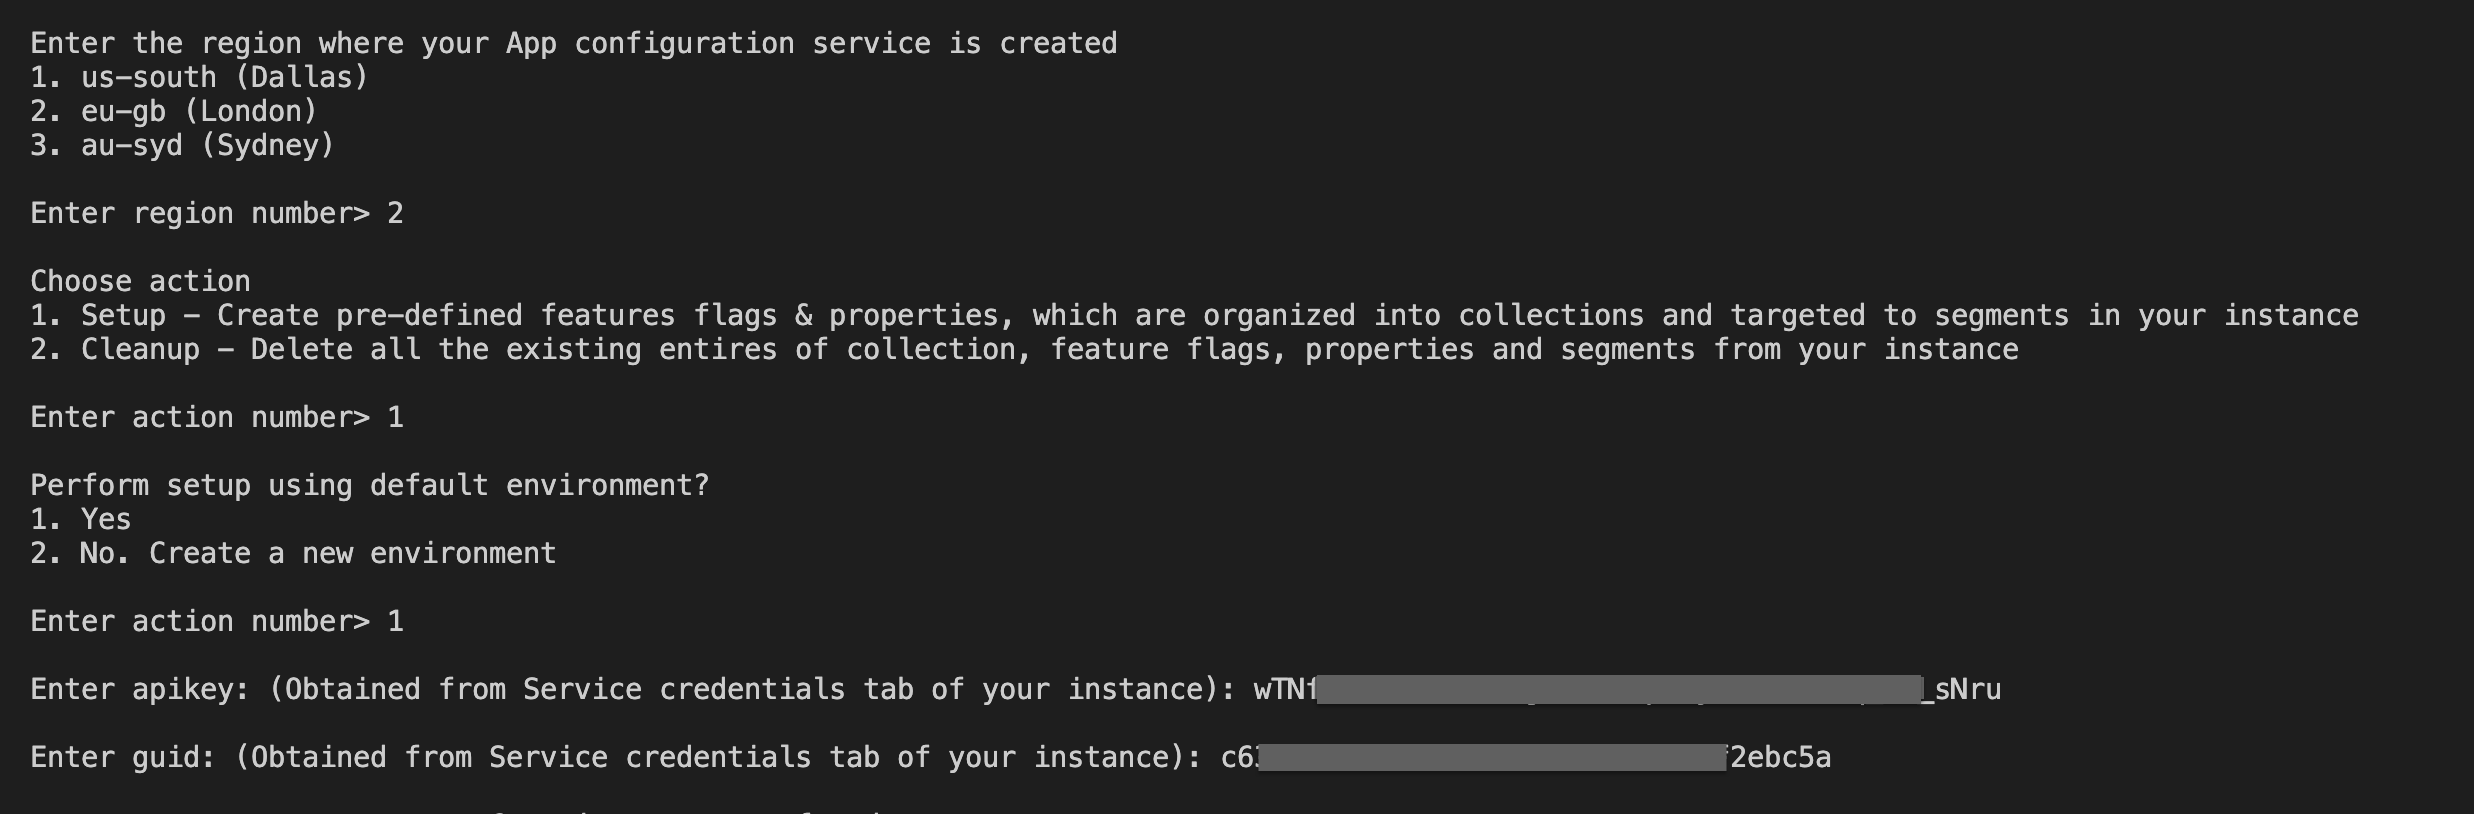 Enter the region where your App configuration service is created
1. us-south (Dallas)
2. eu-gb (London)
3. au-syd (Sydney)
Enter region number> 2
Choose action
1. Setup - Create pre-defined features flags & properties, which are organized into collections and targeted to segments in your instance
2. Cleanup - Delete all the existing entires of collection, feature flags, properties and segments from your instance
Enter action number> 1
Perform setup using default environment?
1. Yes
2. No. Create a new environment
Enter action number> 1
Enter apikey: (Obtained from Service credentials tab of your instance): wTNf _sNru
Enter guid: (Obtained from Service credentials tab of your instance): c6 2ebc5a